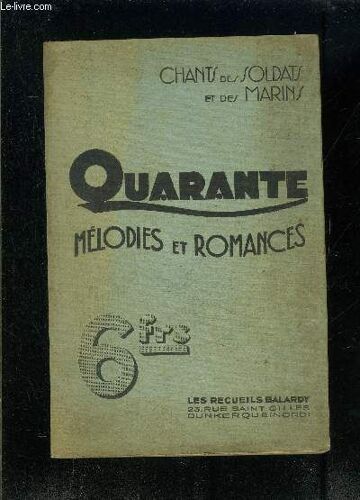 © Le-Livre.com
CHANTS DES SOLDATS
ET DES MARINS
QUARANTE
MÉLODIES ET ROMANCES
6 frs
LES RECUEILS BALARDY
23, RUE SAINT GILLES
DUNKERQUE (NORD)